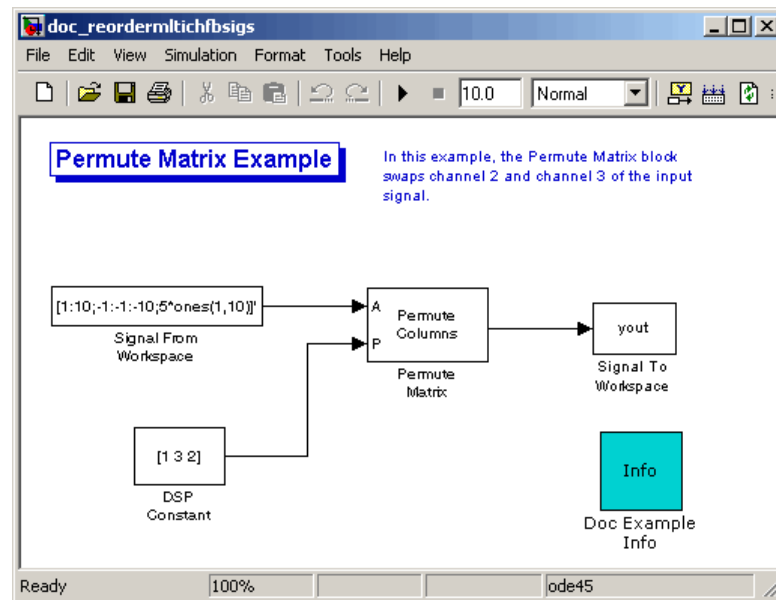 doc_reordermltichfbsigs
File Edit View Simulation Format Tools Help
10.0 Normal
Permute Matrix Example
In this example, the Permute Matrix block
swaps channel 2 and channel 3 of the input
signal.
[1:10;-1:-1:-10;5*ones(1,10)]'
Signal From
Workspace
A
P
Permute
Columns
Permute
Matrix
yout
Signal To
Workspace
[1 3 2]
DSP
Constant
Info
Doc Example
Info
Ready 100% ode45